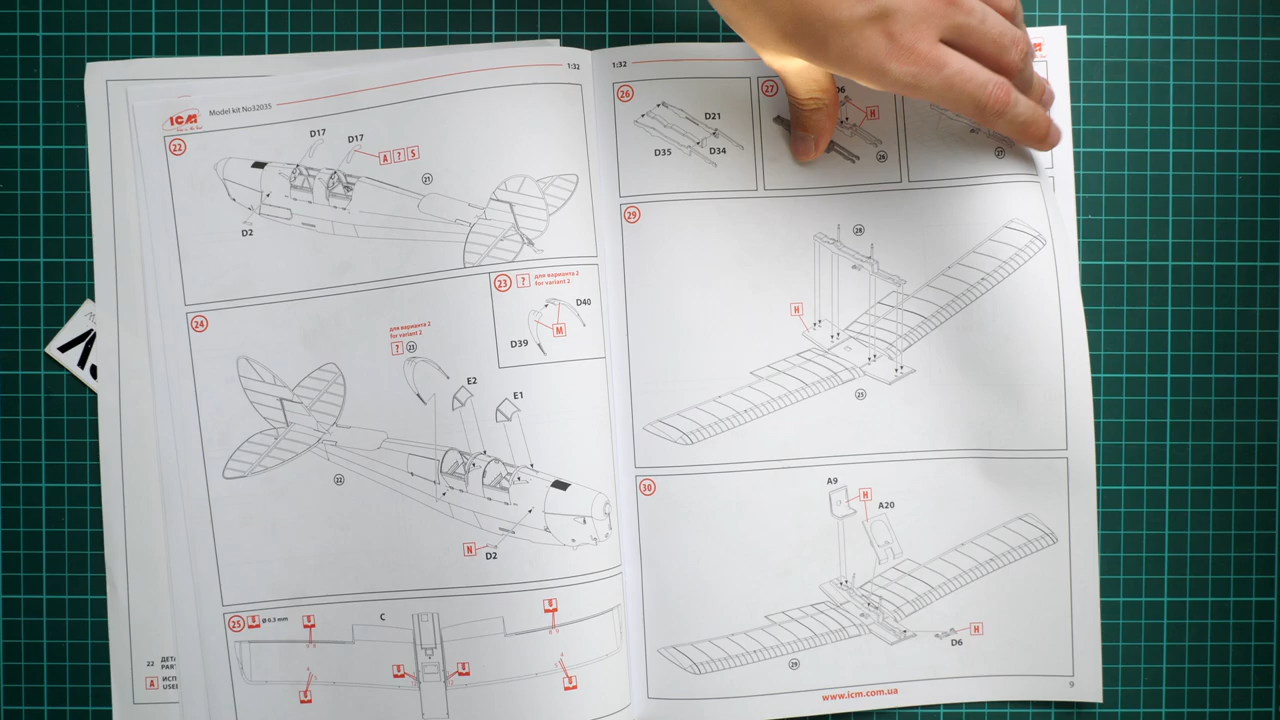 1:32
ICM
Model kit No32035
22
D17
D17
A ? S
21
D2
23 ?
для варианта 2
for variant 2
D40
M
D39
24
для варианта 2
for variant 2
? 23
E2
E1
22
N
D2
25
Ø 0.3 mm
C
22
A
1:32
26
D21
D35
D34
27
D6
H
26
27
29
28
H
25
30
A9
H
A20
H
D6
29
www.icm.com.ua
9